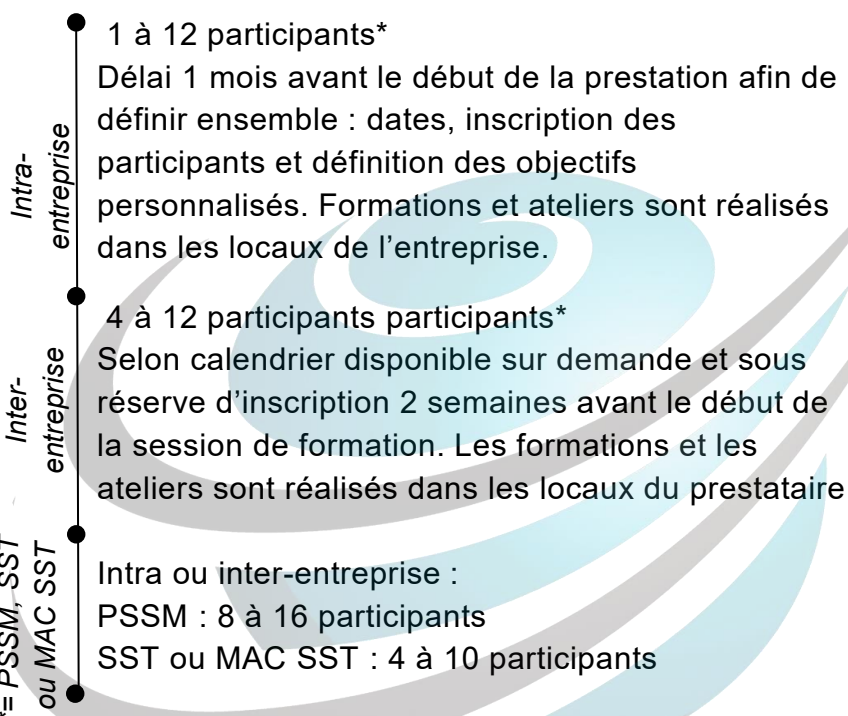 Intra-
entreprise
1 à 12 participants*
Délai 1 mois avant le début de la prestation afin de
définir ensemble : dates, inscription des
participants et définition des objectifs
personnalisés. Formations et ateliers sont réalisés
dans les locaux de l’entreprise.
Inter-
entreprise
4 à 12 participants participants*
Selon calendrier disponible sur demande et sous
réserve d’inscription 2 semaines avant le début de
la session de formation. Les formations et les
ateliers sont réalisés dans les locaux du prestataire
*= PSSM, SST
ou MAC SST
Intra ou inter-entreprise :
PSSM : 8 à 16 participants
SST ou MAC SST : 4 à 10 participants